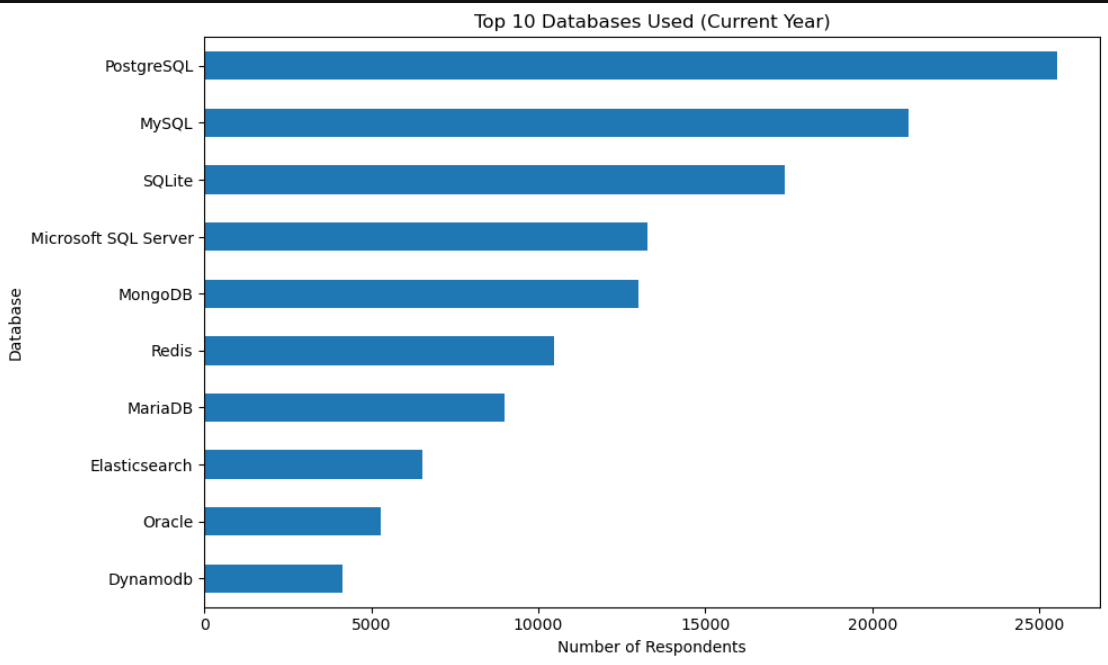 Top 10 Databases Used (Current Year)
PostgreSQL
MySQL
SQLite
Microsoft SQL Server
MongoDB
Redis
MariaDB
Elasticsearch
Oracle
Dynamodb
Database
0 5000 10000 15000 20000 25000
Number of Respondents